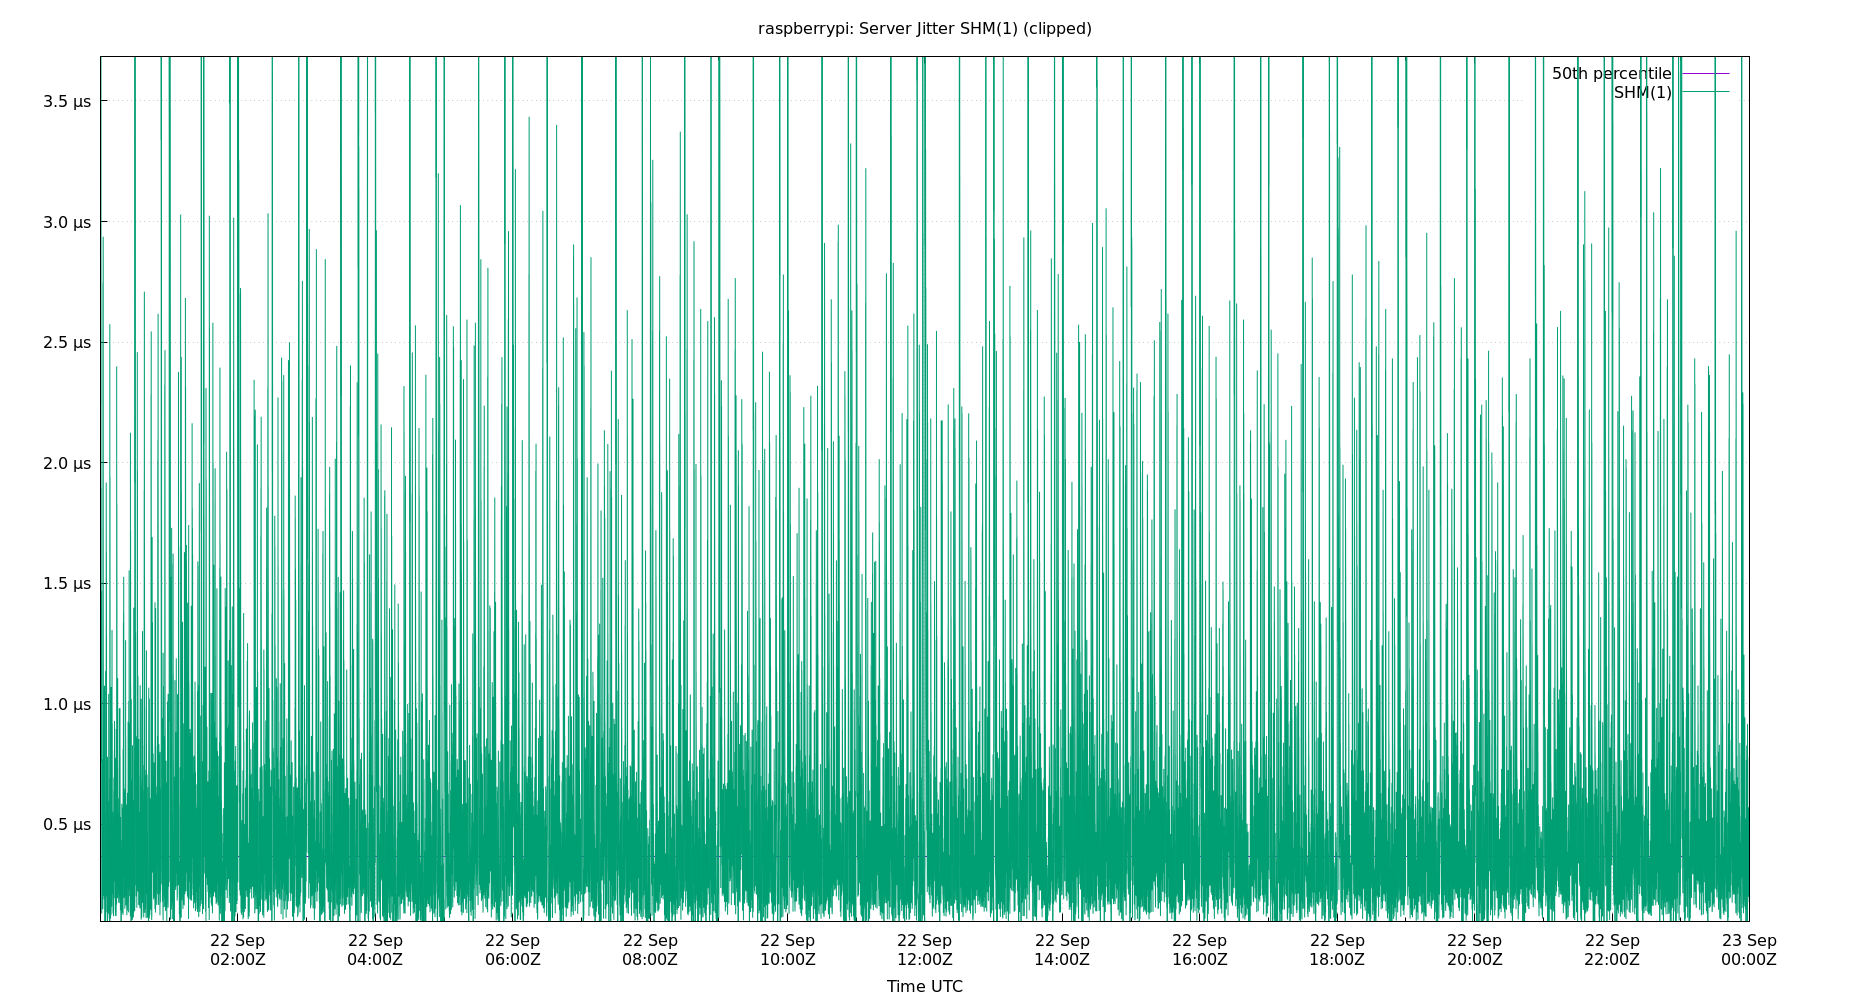 raspberrypi: Server Jitter SHM(1) (clipped)
50th percentile
SHM(1)
3.5 μs
3.0 μs
2.5 μs
2.0 μs
1.5 μs
1.0 μs
0.5 μs
22 Sep 22 Sep 22 Sep 22 Sep 22 Sep 22 Sep 22 Sep 22 Sep 22 Sep 22 Sep 22 Sep 23 Sep
02:00Z 04:00Z 06:00Z 08:00Z 10:00Z 12:00Z 14:00Z 16:00Z 18:00Z 20:00Z 22:00Z 00:00Z
Time UTC